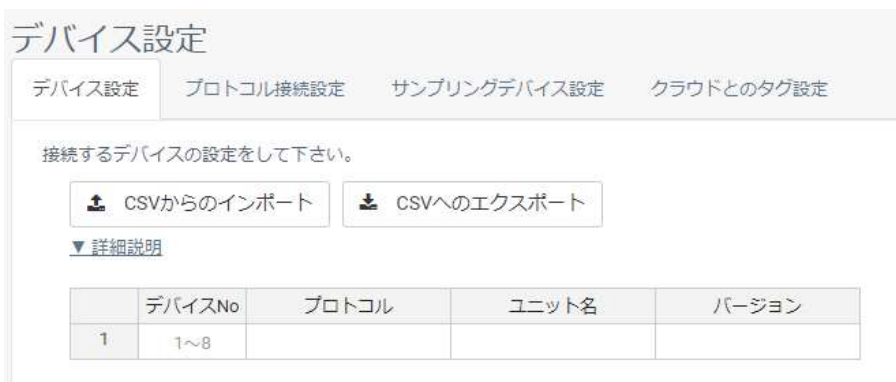 デバイス設定
デバイス設定 プロトコル接続設定 サンプリングデバイス設定 クラウドとのタグ設定
接続するデバイスの設定をして下さい。
CSVからのインポート CSVへのエクスポート
▼ 詳細説明
デバイスNo プロトコル ユニット名 バージョン
1 1～8